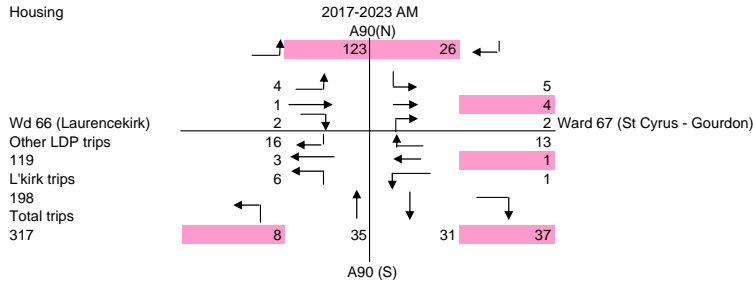 Housing 2017-2023 AM
A90(N)
123 26
4 5
1 4
Wd 66 (Laurencekirk) 2 2 Ward 67 (St Cyrus - Gourdon)
Other LDP trips 16 13
119 3 1
L'kirk trips 6 1
198
Total trips
317 8 35 31 37
A90 (S)